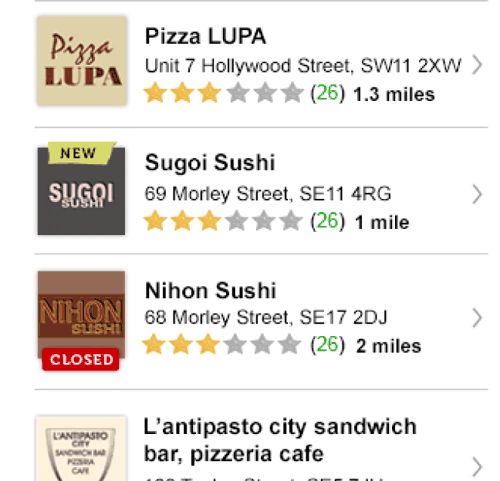 Pizza
LUPA
Pizza LUPA
Unit 7 Hollywood Street, SW11 2XW
(26) 1.3 miles
NEW
SUGOI
SUSHI
Sugoi Sushi
69 Morley Street, SE11 4RG
(26) 1 mile
NIHON
SUSHI
CLOSED
Nihon Sushi
68 Morley Street, SE17 2DJ
(26) 2 miles
L'ANTIPASTO
CITY
SANDWICH BAR
PIZZERIA
CAFE
L’antipasto city sandwich
bar, pizzeria cafe